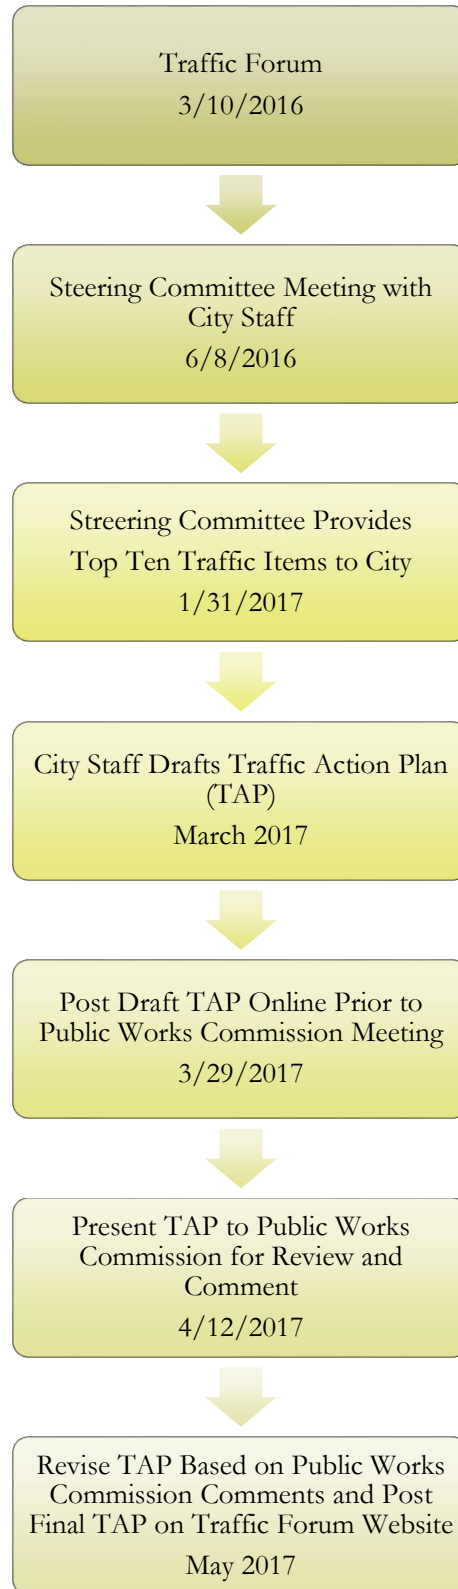 Traffic Forum
3/10/2016
Steering Committee Meeting with
City Staff
6/8/2016
Streering Committee Provides
Top Ten Traffic Items to City
1/31/2017
City Staff Drafts Traffic Action Plan
(TAP)
March 2017
Post Draft TAP Online Prior to
Public Works Commission Meeting
3/29/2017
Present TAP to Public Works
Commission for Review and
Comment
4/12/2017
Revise TAP Based on Public Works
Commission Comments and Post
Final TAP on Traffic Forum Website
May 2017